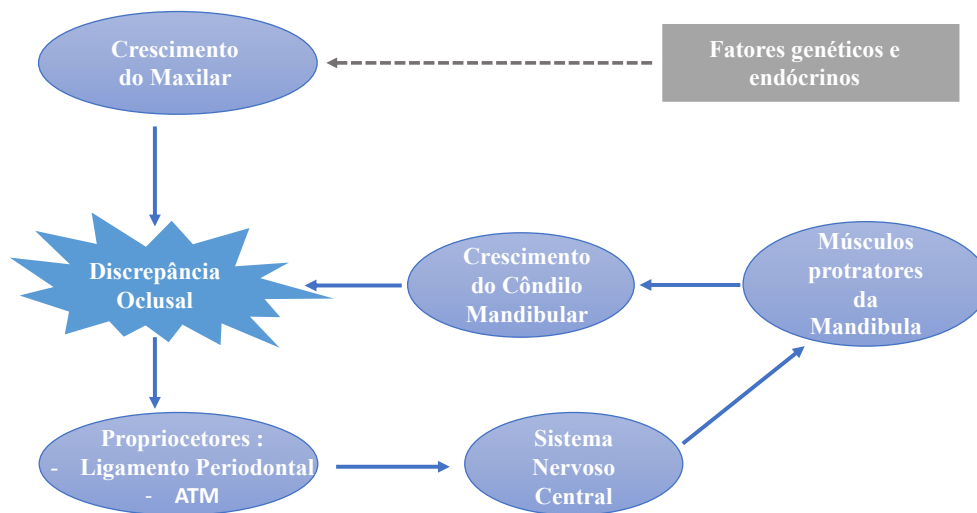 Crescimento
do Maxilar
Fatores genéticos e
endócrinos
Discrepância
Oclusal
Crescimento
do Côndilo
Mandibular
Músculos
protratores
da
Mandibula
Propriocetores :
- Ligamento Periodontal
- ATM
Sistema
Nervoso
Central